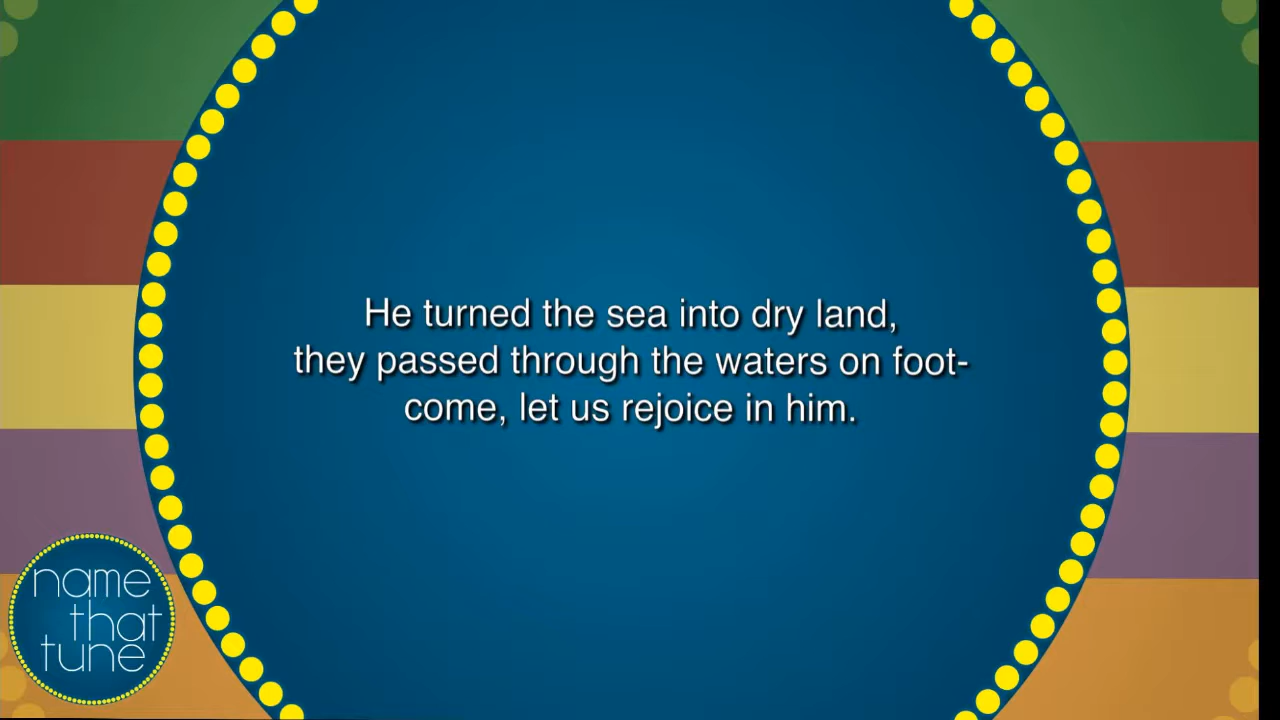 He turned the sea into dry land,
they passed through the waters on foot-
come, let us rejoice in him.
name
that
tune